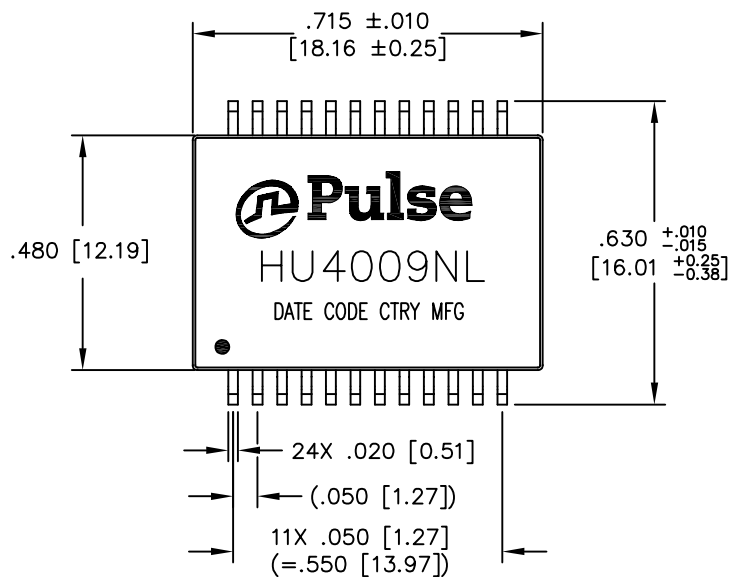 .715 ±.010
[18.16 ±0.25]
Pulse
HU4009NL
DATE CODE CTRY MFG
.480 [12.19]
.630 +.010 -.015
[16.01 +0.25 -0.38]
24X .020 [0.51]
(.050 [1.27])
11X .050 [1.27]
(=.550 [13.97])